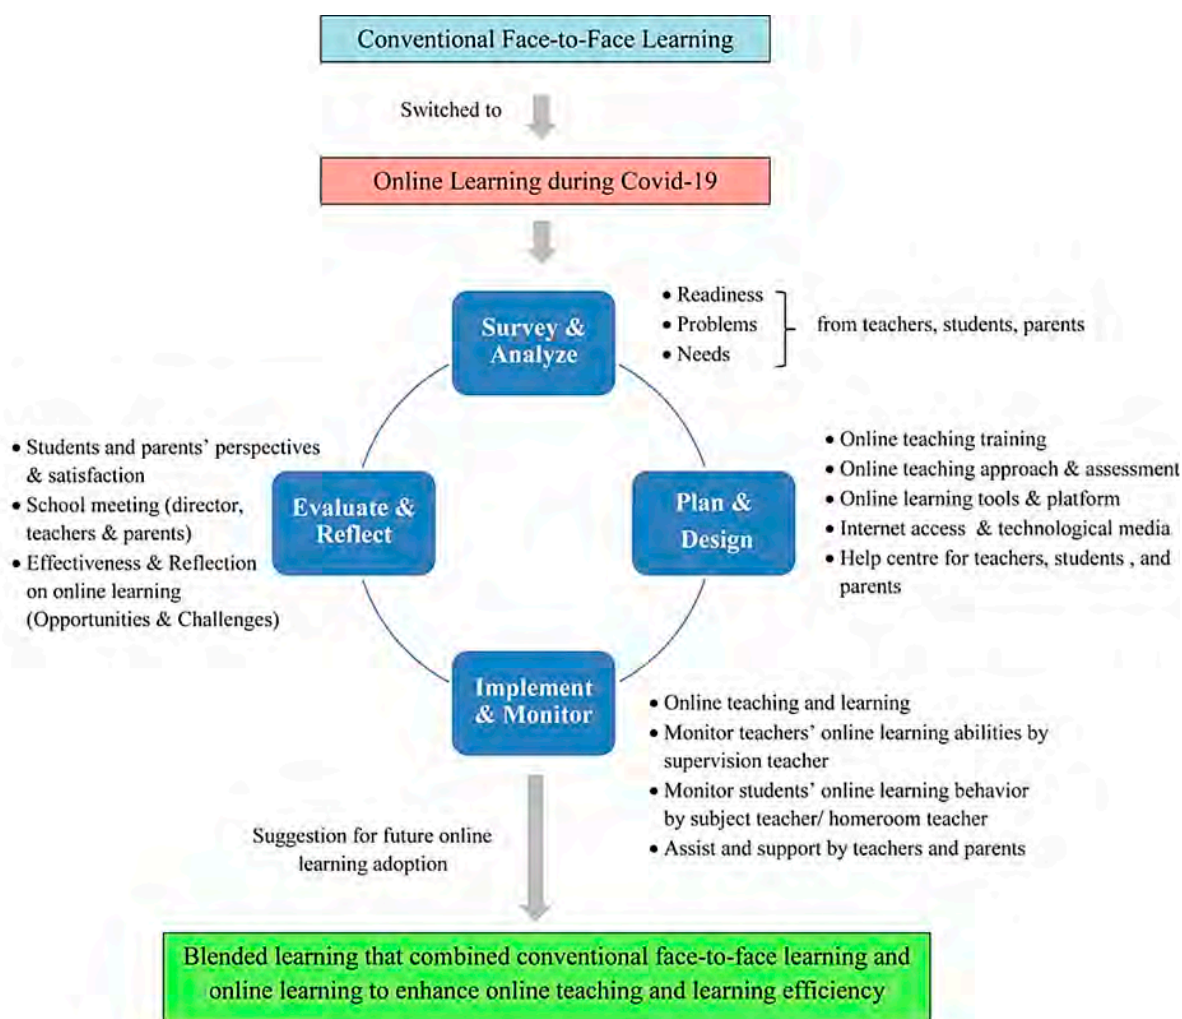 Conventional Face-to-Face Learning
Switched to
Online Learning during Covid-19
Survey &
Analyze
• Readiness
• Problems
• Needs
from teachers, students, parents
Plan &
Design
• Online teaching training
• Online teaching approach & assessment
• Online learning tools & platform
• Internet access & technological media
• Help centre for teachers, students , and
parents
Implement
& Monitor
• Online teaching and learning
• Monitor teachers' online learning abilities by
supervision teacher
• Monitor students' online learning behavior
by subject teacher/ homeroom teacher
• Assist and support by teachers and parents
Evaluate &
Reflect
• Students and parents' perspectives
& satisfaction
• School meeting (director,
teachers & parents)
• Effectiveness & Reflection
on online learning
(Opportunities & Challenges)
Suggestion for future online
learning adoption
Blended learning that combined conventional face-to-face learning and
online learning to enhance online teaching and learning efficiency